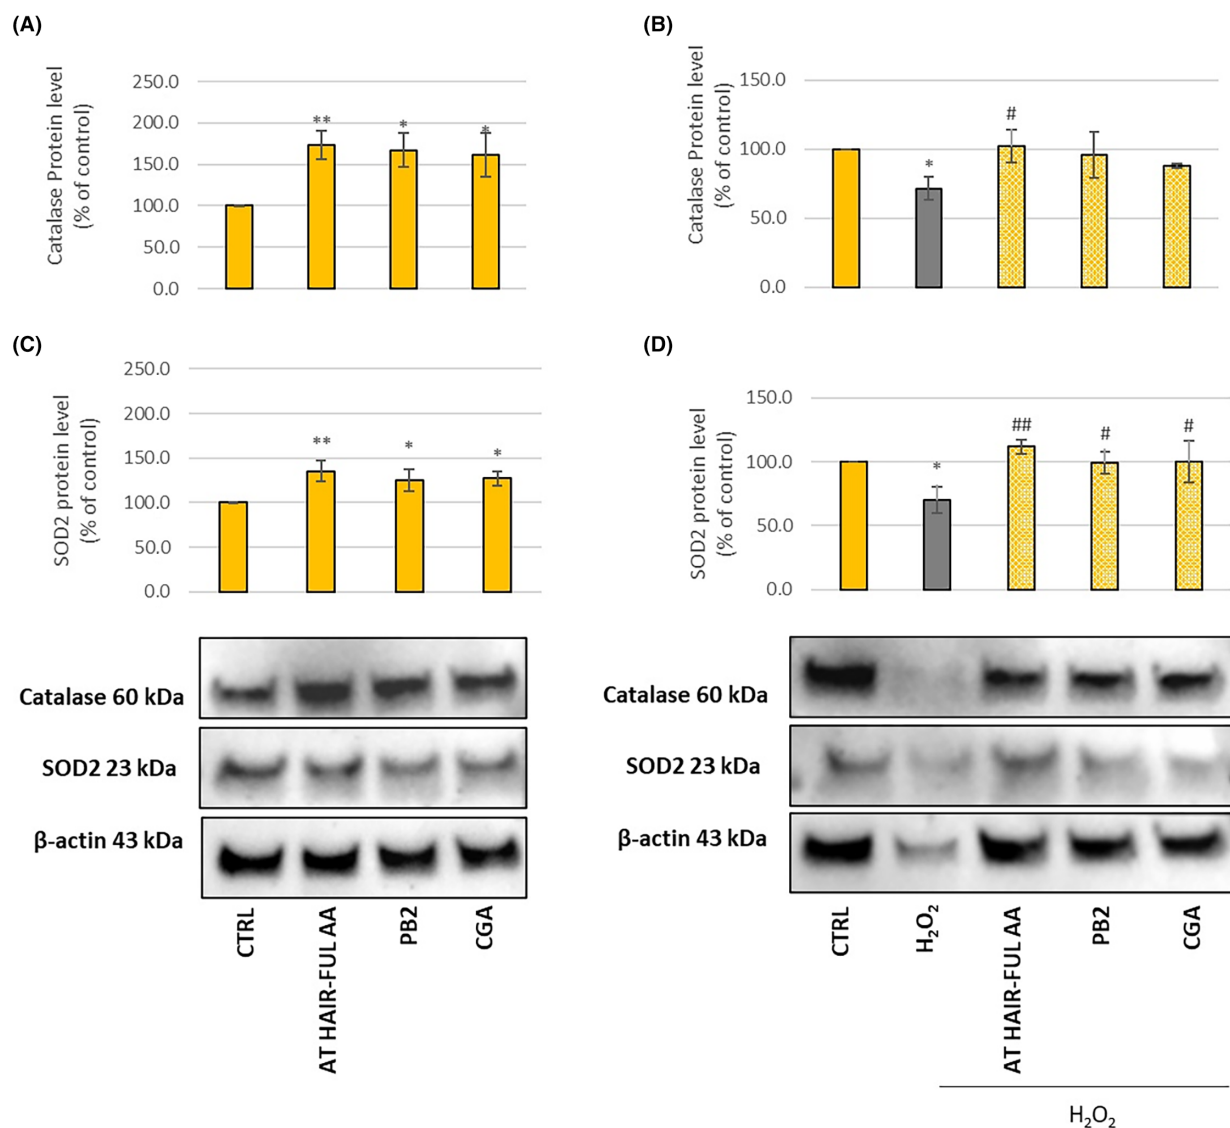 (A)
Catalase Protein level
(% of control)
250.0
200.0
150.0
100.0
50.0
0.0
**
*
*
(B)
Catalase Protein level
(% of control)
150.0
100.0
50.0
0.0
*
#
(C)
SOD2 protein level
(% of control)
250.0
200.0
150.0
100.0
50.0
0.0
**
*
*
(D)
SOD2 protein level
(% of control)
150.0
100.0
50.0
0.0
*
##
#
#
Catalase 60 kDa
SOD2 23 kDa
β-actin 43 kDa
CTRL
AT HAIR-FUL AA
PB2
CGA
Catalase 60 kDa
SOD2 23 kDa
β-actin 43 kDa
CTRL
H₂O₂
AT HAIR-FUL AA
PB2
CGA
H₂O₂